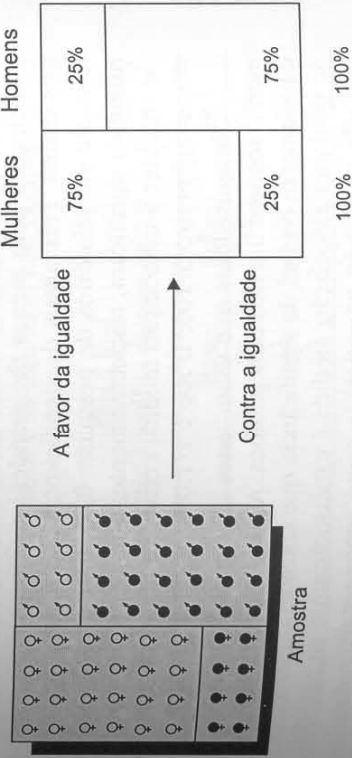 Mulheres Homens
A favor da igualdade 75% 25%
Contra a igualdade 25% 75%
100% 100%
Amostra